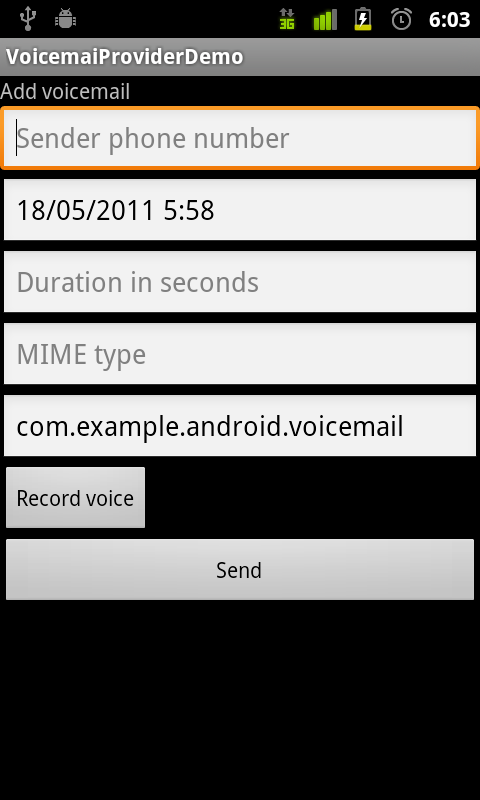 3G
6:03
VoicemaiProviderDemo
Add voicemail
Sender phone number
18/05/2011 5:58
Duration in seconds
MIME type
com.example.android.voicemail
Record voice
Send